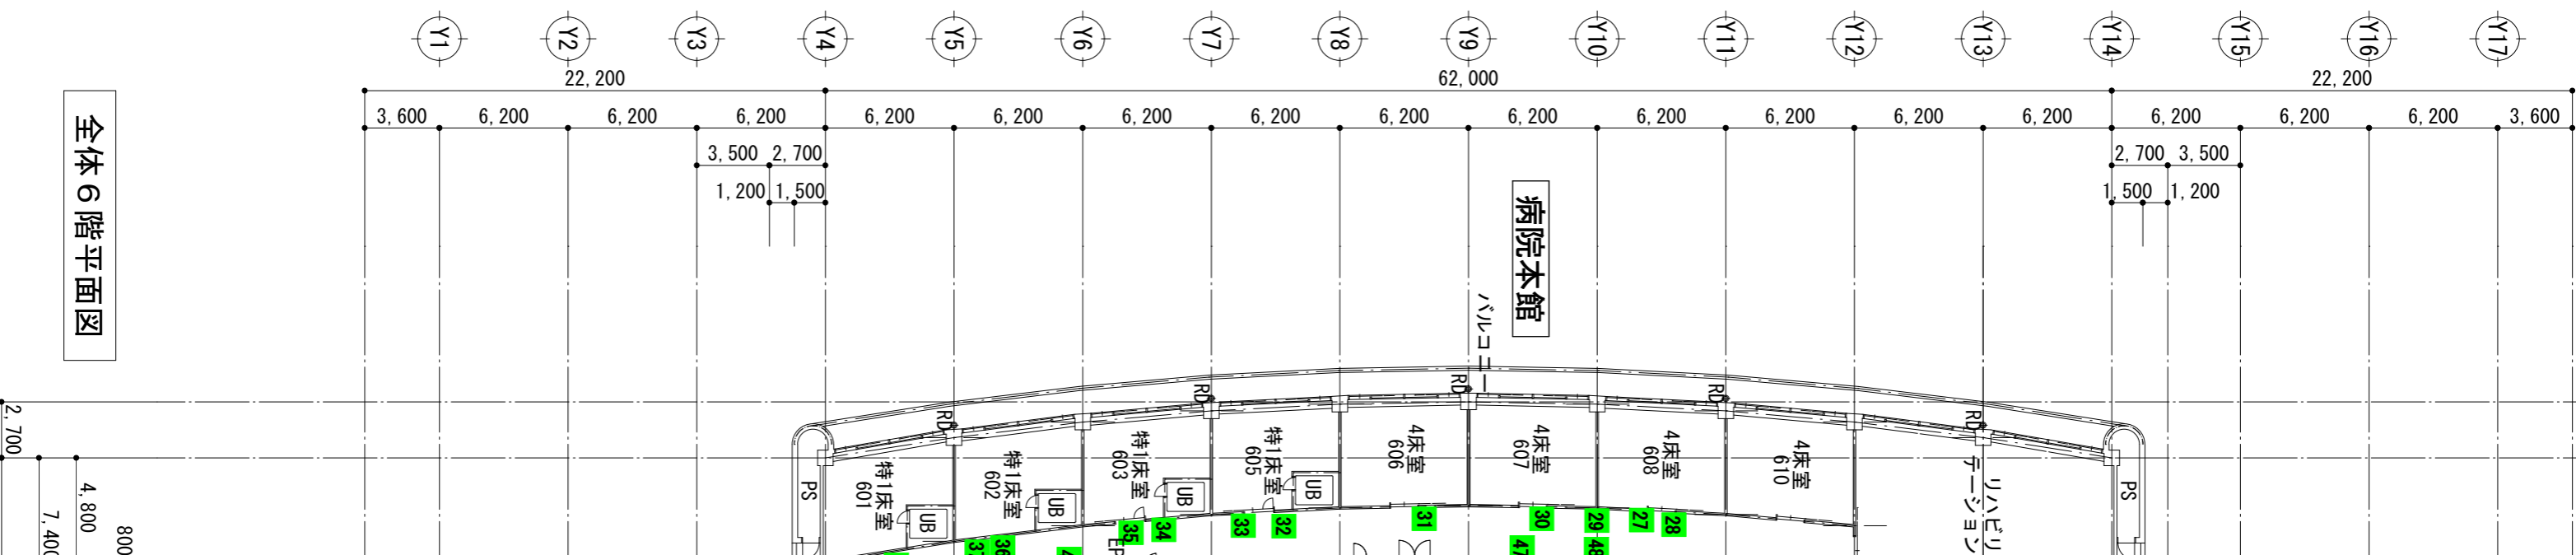 Y1 Y2 Y3 Y4 Y5 Y6 Y7 Y8 Y9 Y10 Y11 Y12 Y13 Y14 Y15 Y16 Y17
22,200 62,000 22,200
3,600 6,200 6,200 6,200 6,200 6,200 6,200 6,200 6,200 6,200 6,200 6,200 6,200 6,200 6,200 6,200 6,200 3,600
3,500 2,700 2,700 3,500
1,200 1,500 1,500 1,200
全体6階平面図
病院本館
バルコニー
RD RD RD RD RD
2,700
4,800
7,400
800
PS
特1床室
601
UB
特1床室
602
UB
特1床室
603
UB
特1床室
605
UB
4床室
606
4床室
607
4床室
608
4床室
610
リハビリ
テーション
PS
36 35 34 33 32 31 30 29 27 28
47 48